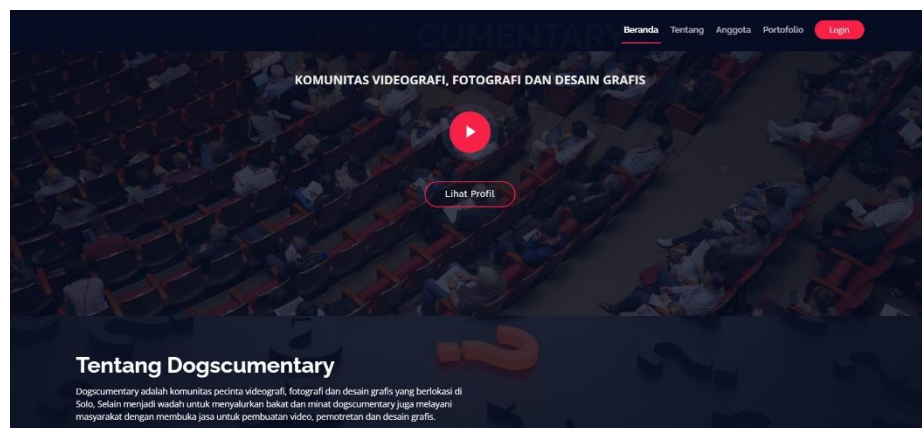 Beranda Tentang Anggota Portofolio Login
KOMUNITAS VIDEOGRAFI, FOTOGRAFI DAN DESAIN GRAFIS
Lihat Profil
Tentang Dogscumentary
Dogscumentary adalah komunitas pecinta videografi, fotografi dan desain grafis yang berlokasi di
Solo, Selain menjadi wadah untuk menyalurkan bakat dan minat dogscumentary juga melayani
masyarakat dengan membuka jasa untuk pembuatan video, pemotretan dan desain grafis.